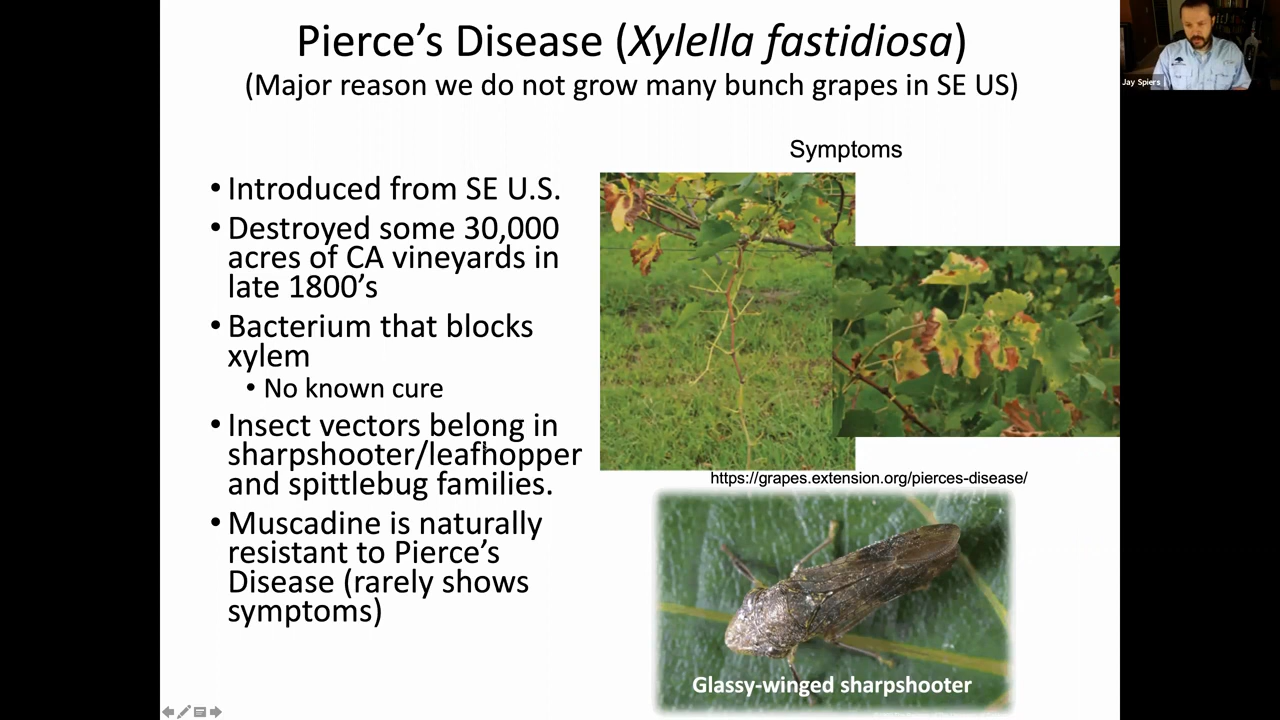 Pierce’s Disease (Xylella fastidiosa)
(Major reason we do not grow many bunch grapes in SE US)
Jay Spiers
Symptoms
• Introduced from SE U.S.
• Destroyed some 30,000
acres of CA vineyards in
late 1800’s
• Bacterium that blocks
xylem
• No known cure
• Insect vectors belong in
sharpshooter/leafhopper
and spittlebug families.
• Muscadine is naturally
resistant to Pierce’s
Disease (rarely shows
symptoms)
https://grapes.extension.org/pierces-disease/
Glassy-winged sharpshooter